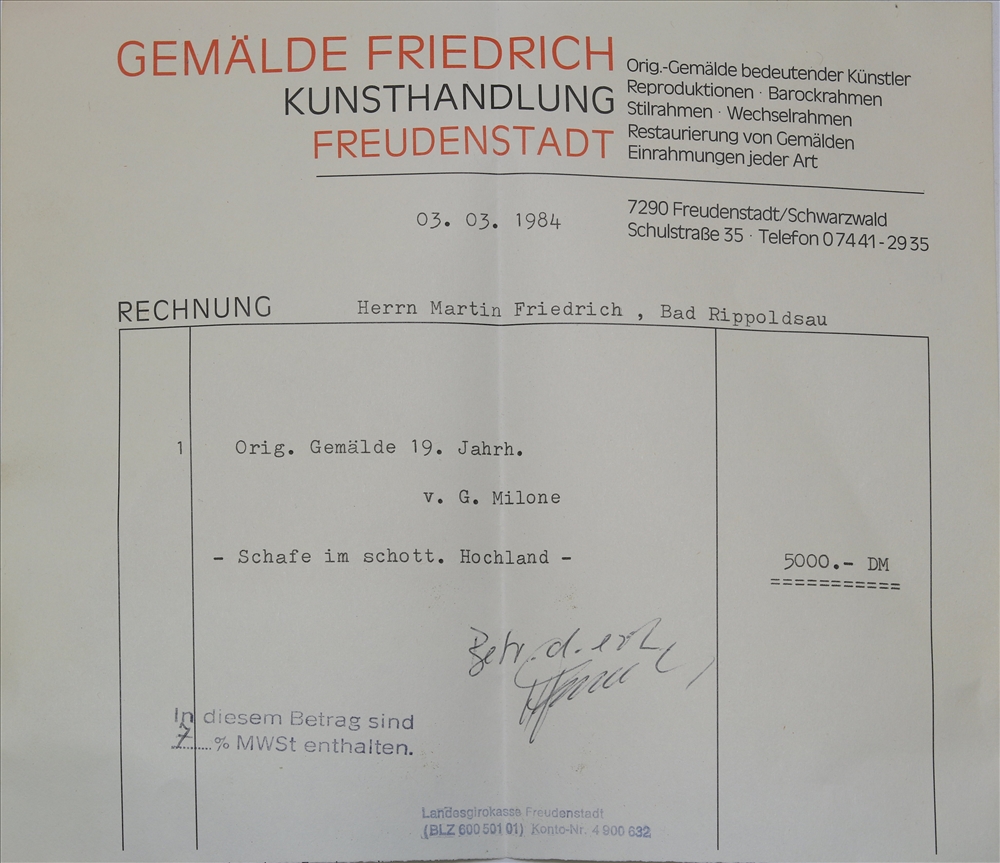 GEMÄLDE FRIEDRICH
KUNSTHANDLUNG
FREUDENSTADT
Orig.-Gemälde bedeutender Künstler
Reproduktionen · Barockrahmen
Stilrahmen · Wechselrahmen
Restaurierung von Gemälden
Einrahmungen jeder Art
03. 03. 1984
7290 Freudenstadt/Schwarzwald
Schulstraße 35 · Telefon 07441-2935
RECHNUNG
Herrn Martin Friedrich , Bad Rippoldsau
1 Orig. Gemälde 19. Jahrh.
v. G. Milone
- Schafe im schott. Hochland - 5000.- DM
===========
Betr. d. erh.
In diesem Betrag sind
7 % MWSt enthalten.
Landesgirokasse Freudenstadt
(BLZ 600 501 01) Konto-Nr. 4 900 632